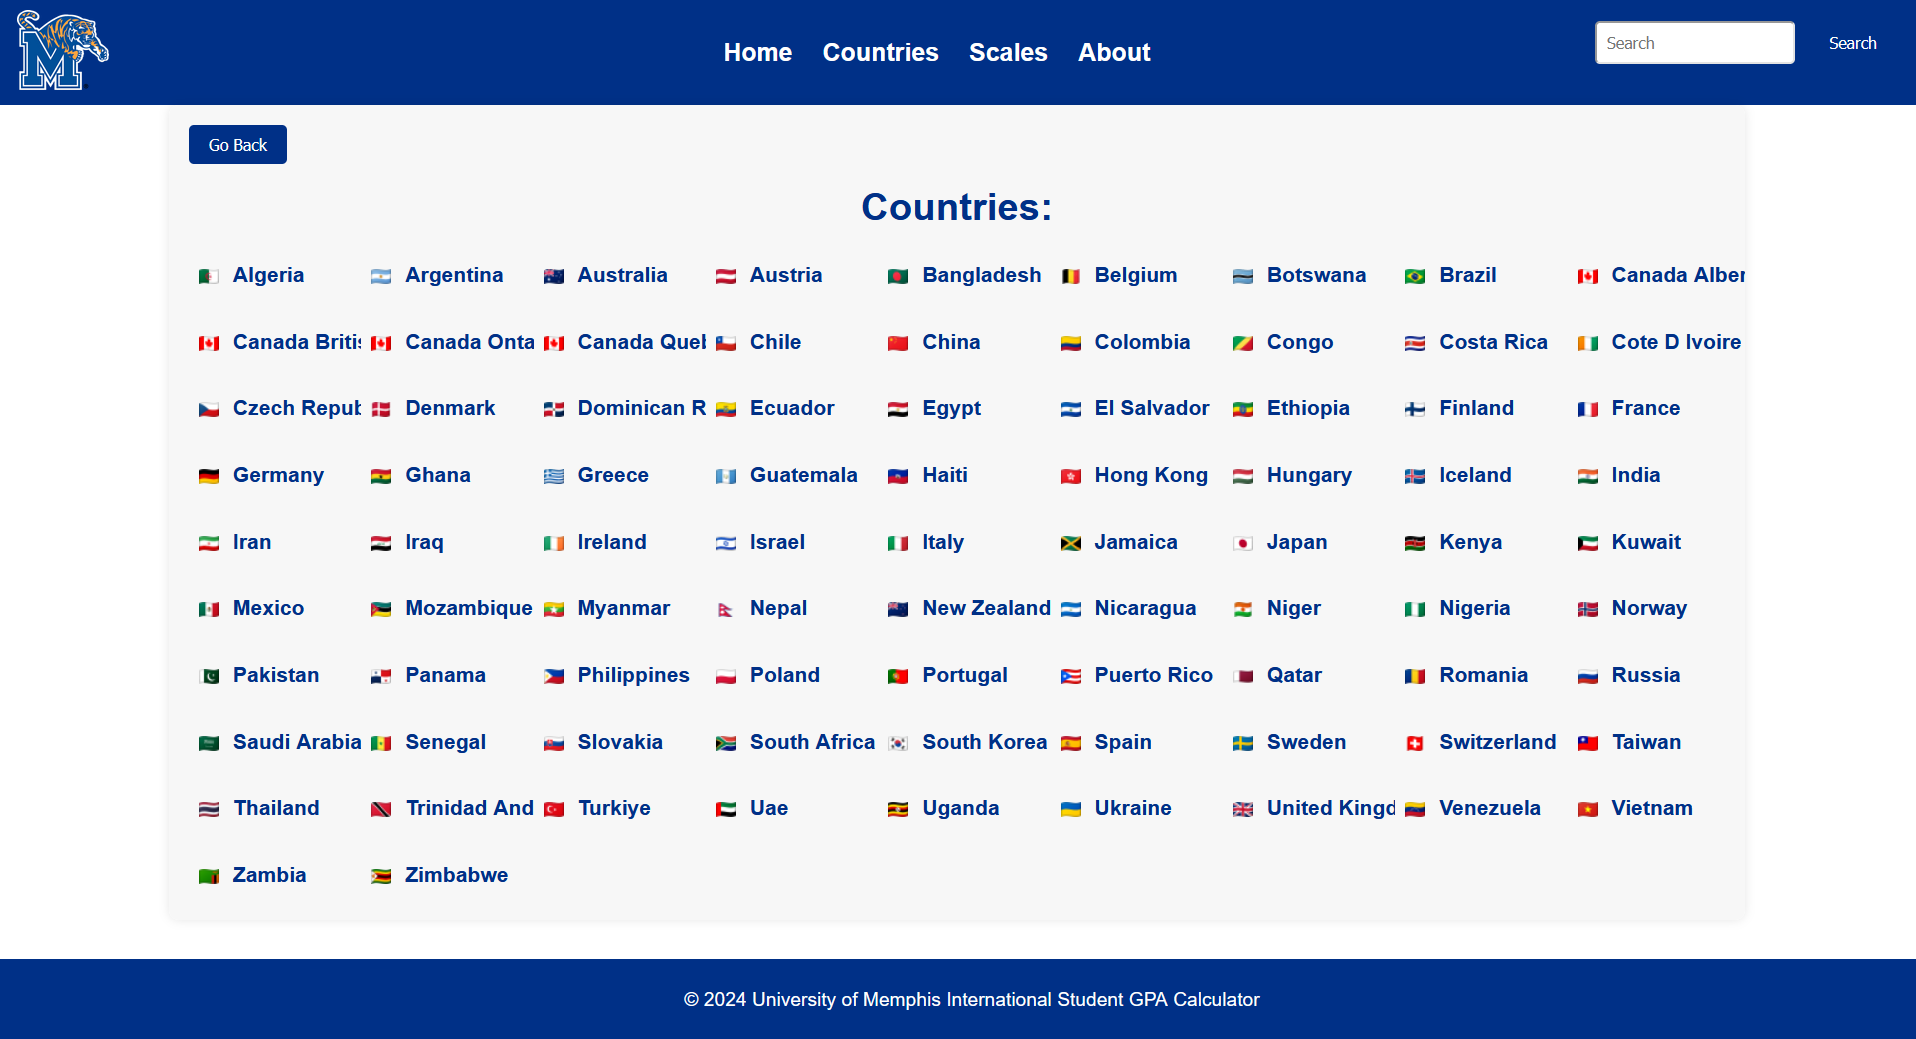 M
Home Countries Scales About Search Search
Go Back
Countries:
Algeria Argentina Australia Austria Bangladesh Belgium Botswana Brazil Canada Alber
Canada Britis Canada Onta Canada Queb Chile China Colombia Congo Costa Rica Cote D Ivoire
Czech Repub Denmark Dominican R Ecuador Egypt El Salvador Ethiopia Finland France
Germany Ghana Greece Guatemala Haiti Hong Kong Hungary Iceland India
Iran Iraq Ireland Israel Italy Jamaica Japan Kenya Kuwait
Mexico Mozambique Myanmar Nepal New Zealand Nicaragua Niger Nigeria Norway
Pakistan Panama Philippines Poland Portugal Puerto Rico Qatar Romania Russia
Saudi Arabia Senegal Slovakia South Africa South Korea Spain Sweden Switzerland Taiwan
Thailand Trinidad And Turkiye Uae Uganda Ukraine United Kingd Venezuela Vietnam
Zambia Zimbabwe
© 2024 University of Memphis International Student GPA Calculator